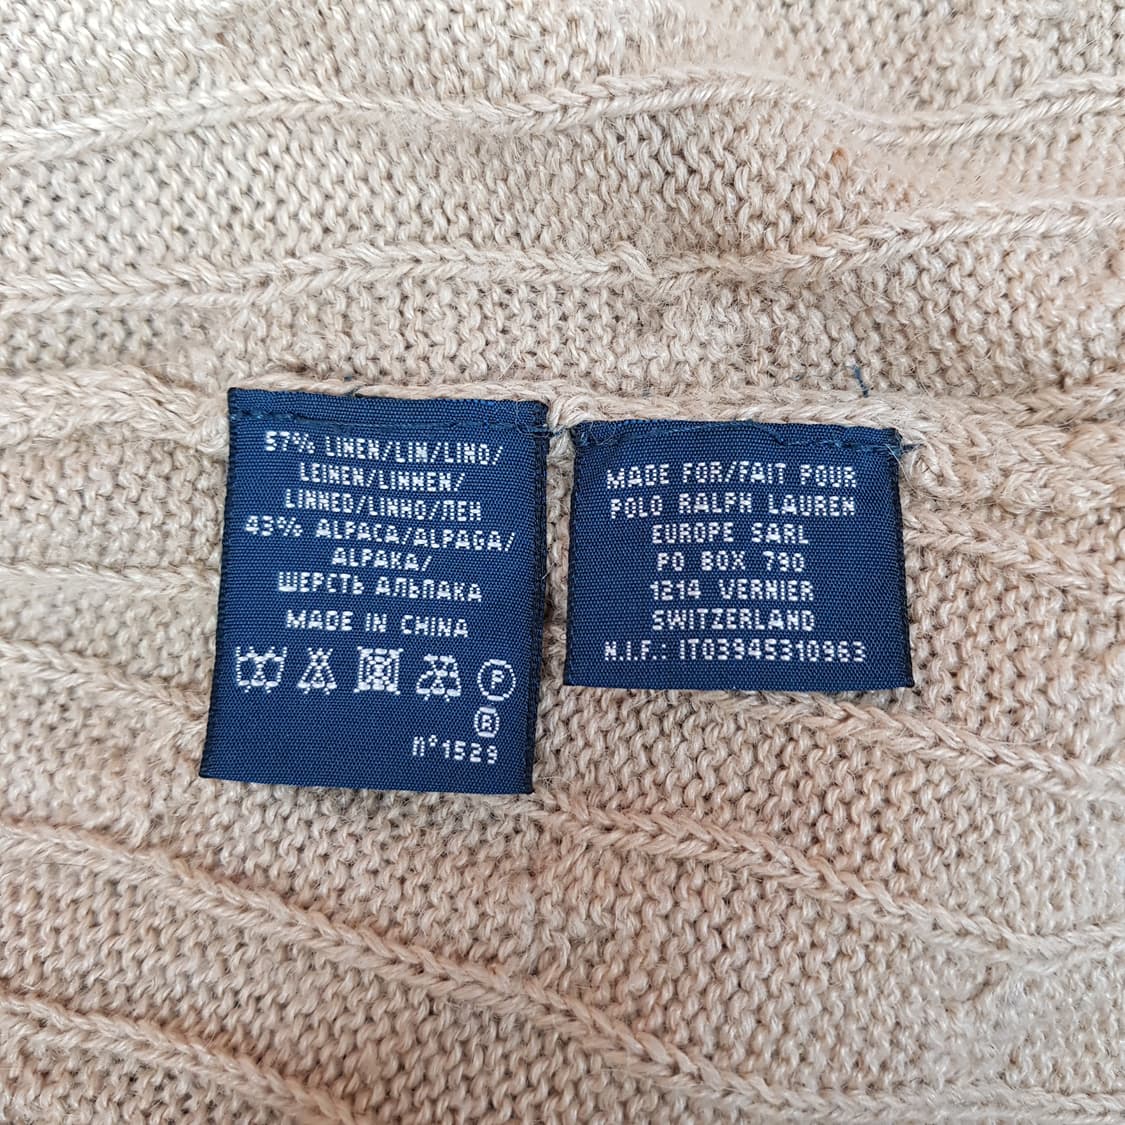 57% LINEN/LIN/LINO/
LEINEN/LINNEN/
LINNED/LINHO/ЛЕН
43% ALPACA/ALPAGA/
ALPAKA/
ШЕРСТЬ АЛЬПАКА
MADE IN CHINA
P
®
n°1529
MADE FOR/FAIT POUR
POLO RALPH LAUREN
EUROPE SARL
PO BOX 790
1214 VERNIER
SWITZERLAND
N.I.F.: IT03945310963